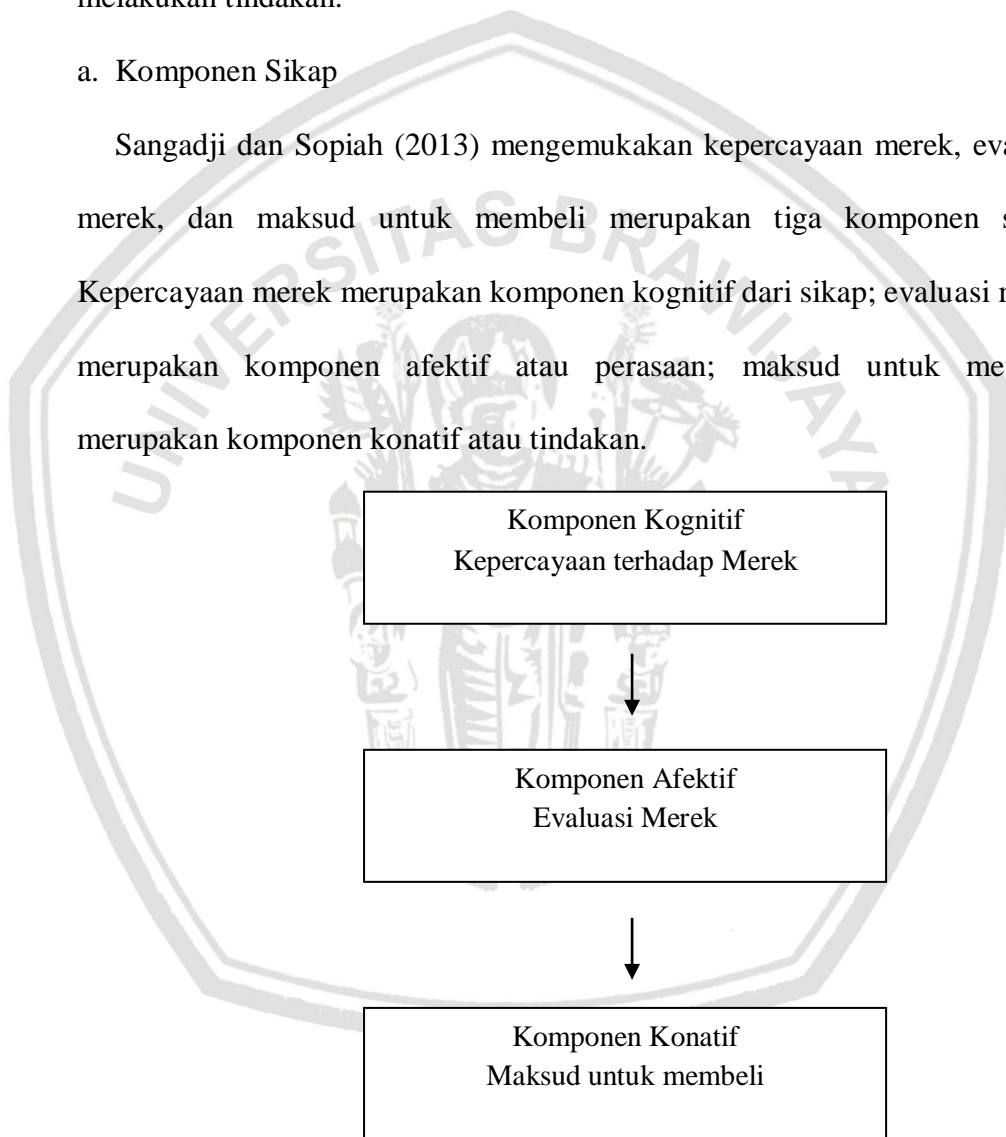 melakukan tindakan.
a. Komponen Sikap
Sangadji dan Sopiah (2013) mengemukakan kepercayaan merek,
merek, dan maksud untuk membeli merupakan tiga komponen
Kepercayaan merek merupakan komponen kognitif dari sikap; evaluasi
merupakan komponen afektif atau perasaan; maksud untuk
merupakan komponen konatif atau tindakan.
UNIVERSITAS BRAWIJAYA
Komponen Kognitif
Kepercayaan terhadap Merek
Komponen Afektif
Evaluasi Merek
Komponen Konatif
Maksud untuk membeli